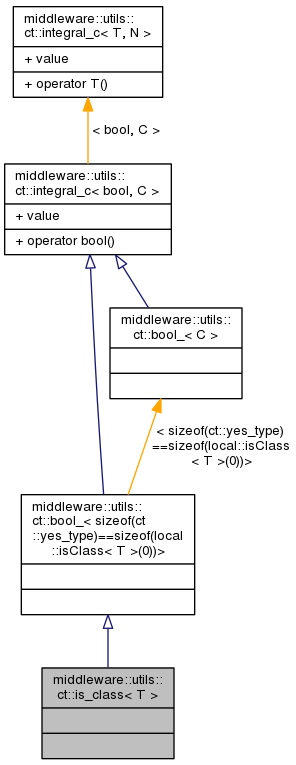 middleware::utils::
ct::integral_c< T, N >
+ value
+ operator T()
< bool, C >
middleware::utils::
ct::integral_c< bool, C >
+ value
+ operator bool()
middleware::utils::
ct::bool_< C >
< sizeof(ct::yes_type)
==sizeof(local::isClass
< T >(0))>
middleware::utils::
ct::bool_< sizeof(ct
::yes_type)==sizeof(local
::isClass< T >(0))>
middleware::utils::
ct::is_class< T >